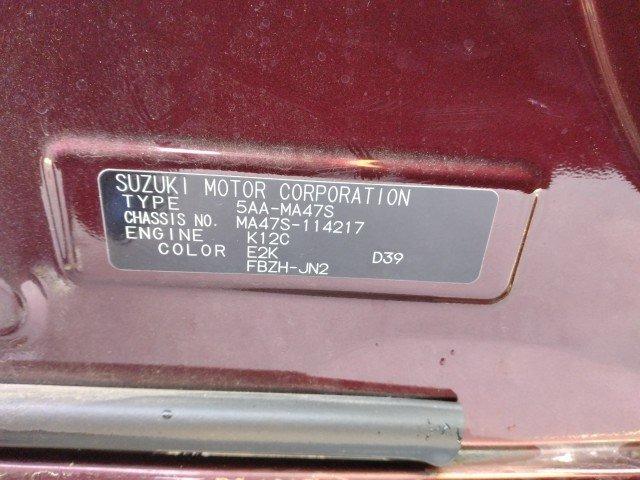 SUZUKI MOTOR CORPORATION
TYPE 5AA-MA47S
CHASSIS NO. MA47S-114217
ENGINE K12C
COLOR E2K D39
FBZH-JN2